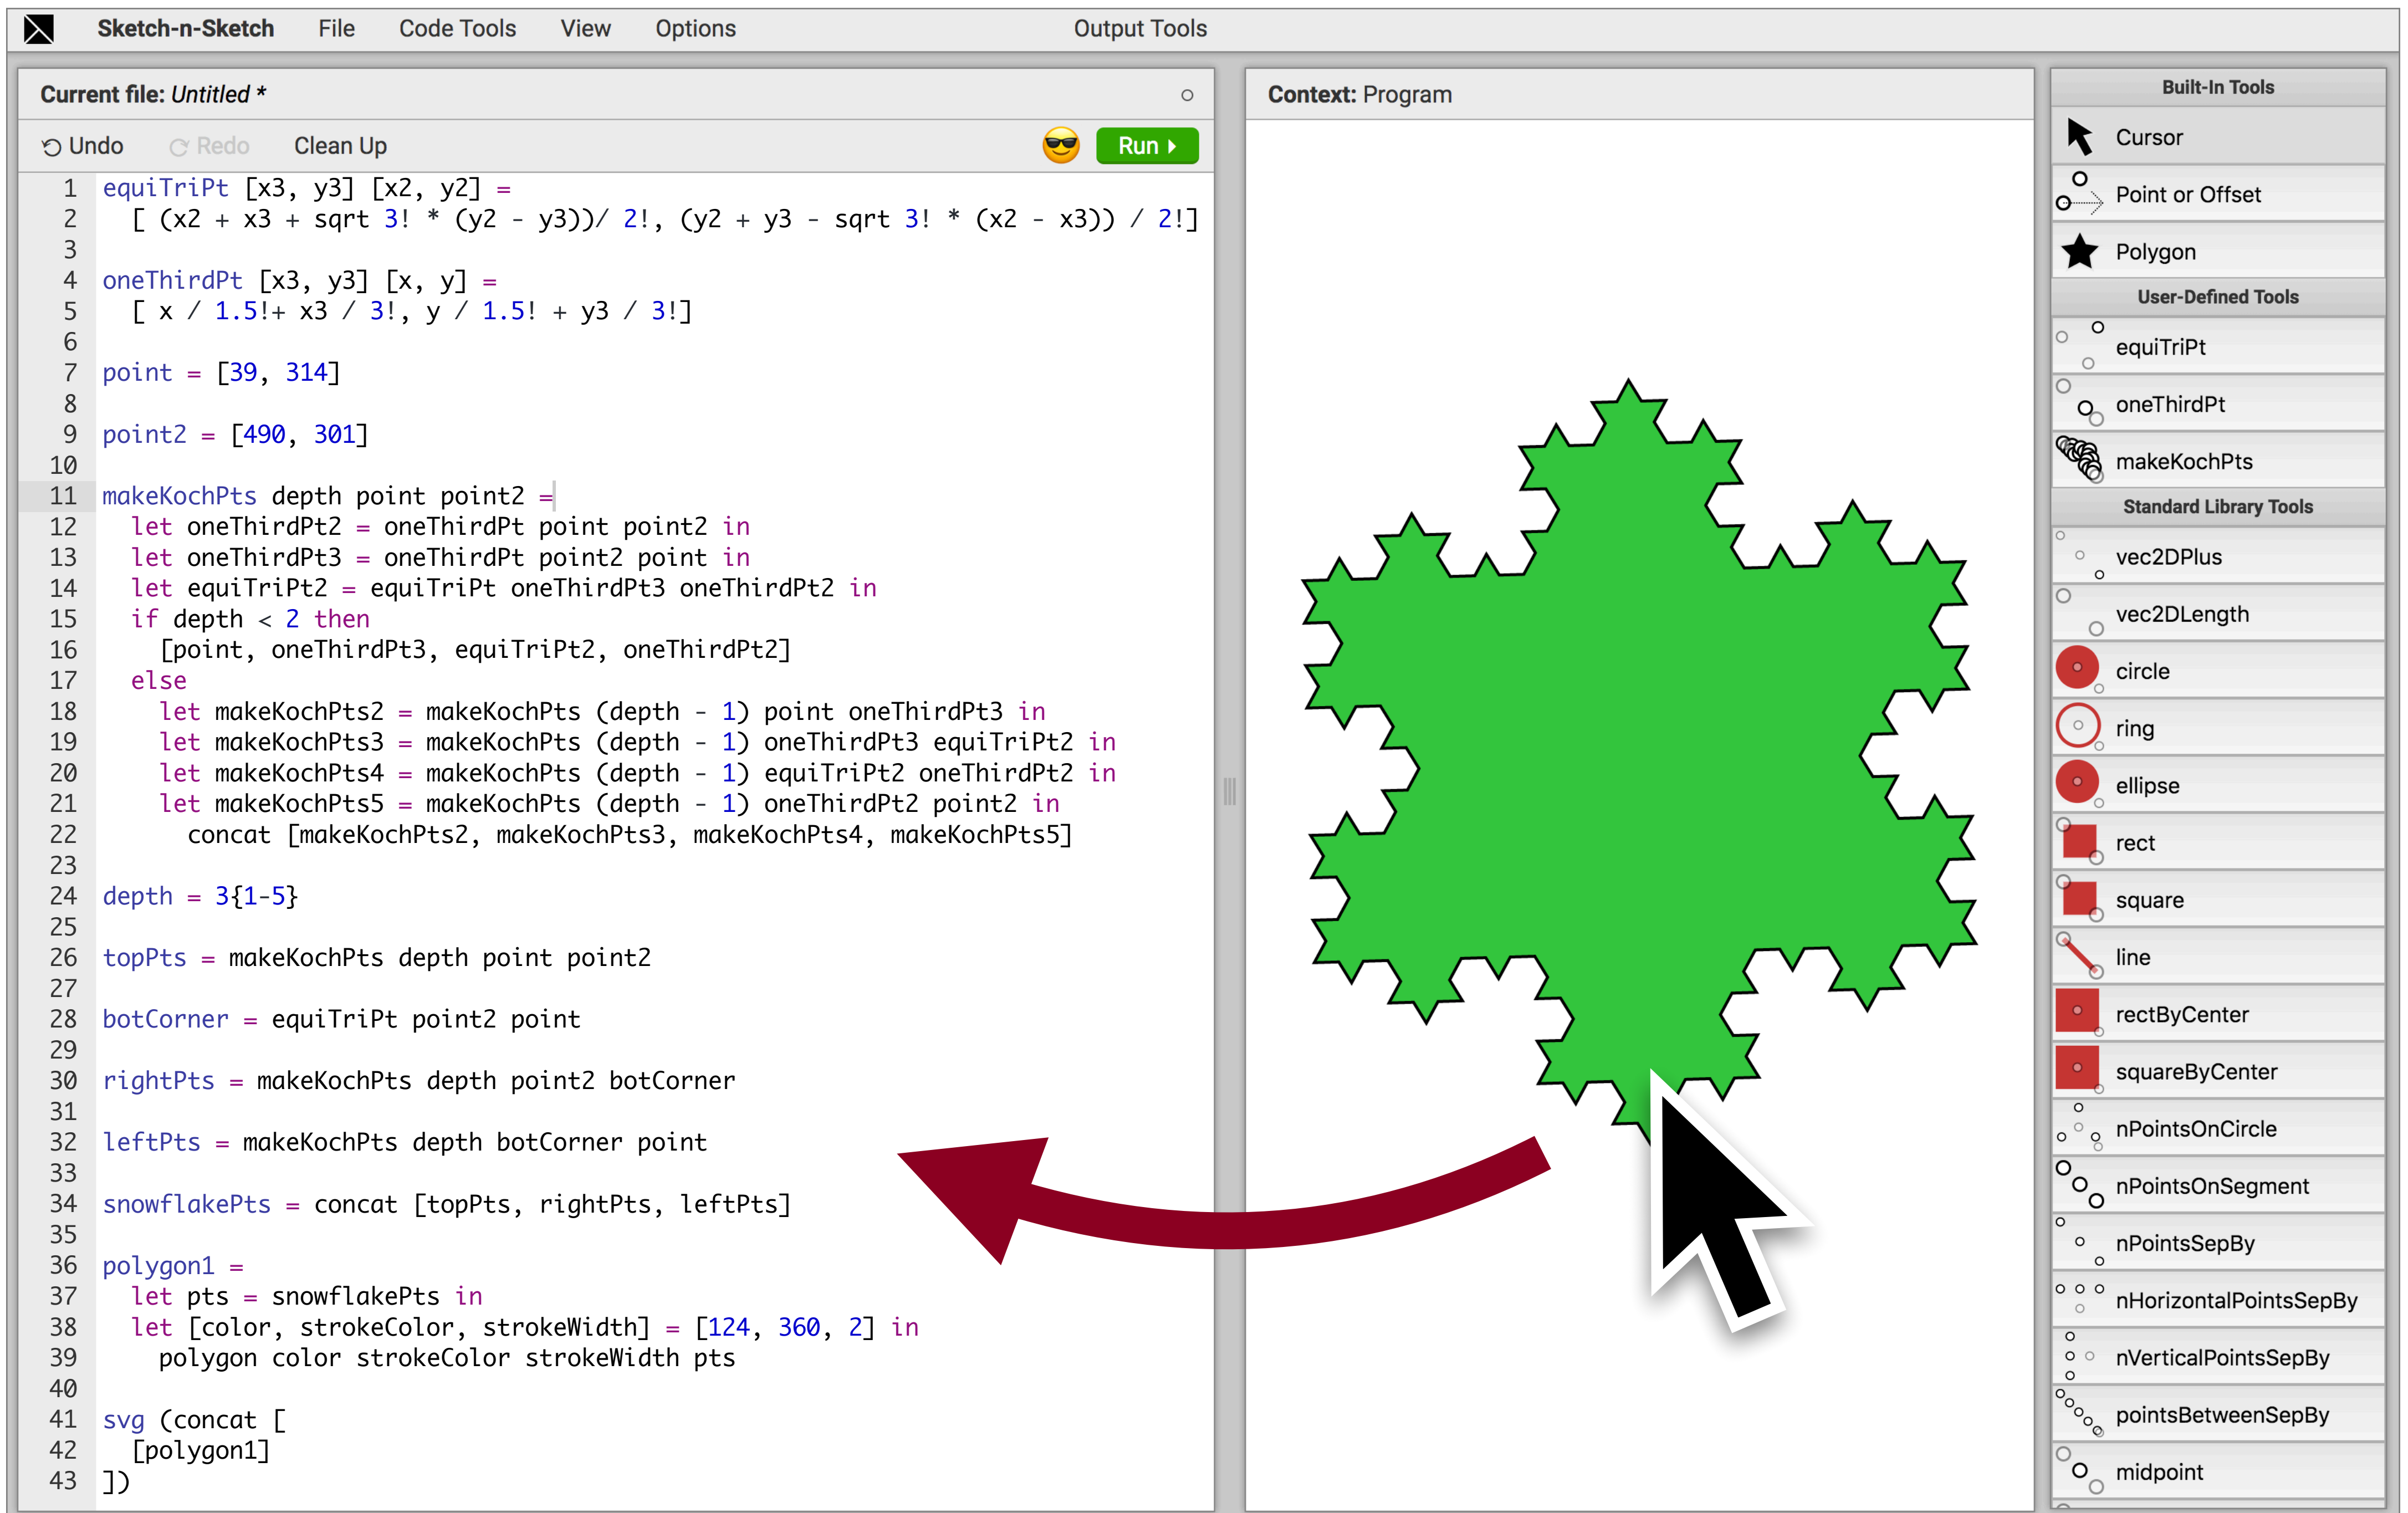 Sketch-n-Sketch File Code Tools View Options Output Tools
Current file: Untitled *
Undo Redo Clean Up Run
1 equiTriPt [x3, y3] [x2, y2] =
2 [ (x2 + x3 + sqrt 3! * (y2 - y3))/ 2!, (y2 + y3 - sqrt 3! * (x2 - x3)) / 2!]
3
4 oneThirdPt [x3, y3] [x, y] =
5 [ x / 1.5!+ x3 / 3!, y / 1.5! + y3 / 3!]
6
7 point = [39, 314]
8
9 point2 = [490, 301]
10
11 makeKochPts depth point point2 =
12 let oneThirdPt2 = oneThirdPt point point2 in
13 let oneThirdPt3 = oneThirdPt point2 point in
14 let equiTriPt2 = equiTriPt oneThirdPt3 oneThirdPt2 in
15 if depth < 2 then
16 [point, oneThirdPt3, equiTriPt2, oneThirdPt2]
17 else
18 let makeKochPts2 = makeKochPts (depth - 1) point oneThirdPt3 in
19 let makeKochPts3 = makeKochPts (depth - 1) oneThirdPt3 equiTriPt2 in
20 let makeKochPts4 = makeKochPts (depth - 1) equiTriPt2 oneThirdPt2 in
21 let makeKochPts5 = makeKochPts (depth - 1) oneThirdPt2 point2 in
22 concat [makeKochPts2, makeKochPts3, makeKochPts4, makeKochPts5]
23
24 depth = 3{1-5}
25
26 topPts = makeKochPts depth point point2
27
28 botCorner = equiTriPt point2 point
29
30 rightPts = makeKochPts depth point2 botCorner
31
32 leftPts = makeKochPts depth botCorner point
33
34 snowflakePts = concat [topPts, rightPts, leftPts]
35
36 polygon1 =
37 let pts = snowflakePts in
38 let [color, strokeColor, strokeWidth] = [124, 360, 2] in
39 polygon color strokeColor strokeWidth pts
40
41 svg (concat [
42 [polygon1]
43 ])
Context: Program
Built-In Tools
Cursor
Point or Offset
Polygon
User-Defined Tools
equiTriPt
oneThirdPt
makeKochPts
Standard Library Tools
vec2DPlus
vec2DLength
circle
ring
ellipse
rect
square
line
rectByCenter
squareByCenter
nPointsOnCircle
nPointsOnSegment
nPointsSepBy
nHorizontalPointsSepBy
nVerticalPointsSepBy
pointsBetweenSepBy
midpoint